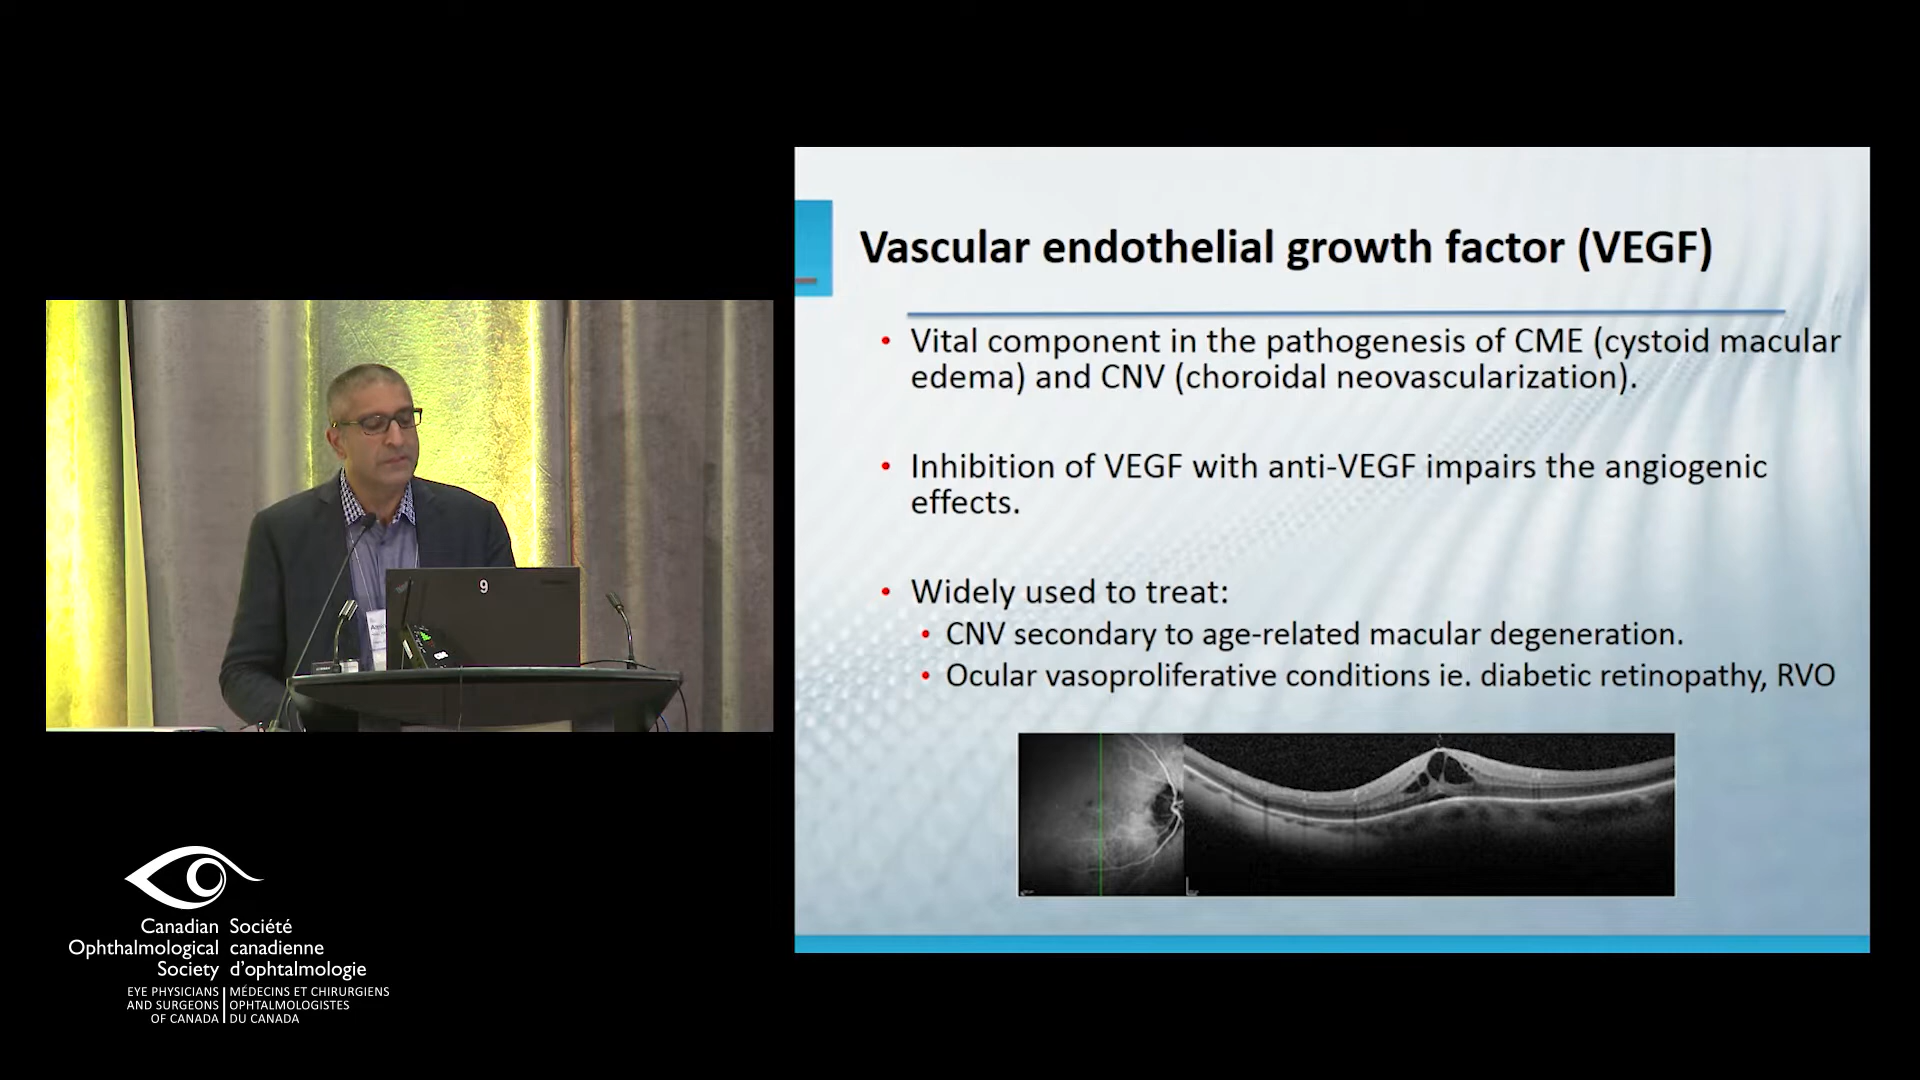 Vascular endothelial growth factor (VEGF)
• Vital component in the pathogenesis of CME (cystoid macular
edema) and CNV (choroidal neovascularization).
• Inhibition of VEGF with anti-VEGF impairs the angiogenic
effects.
• Widely used to treat:
• CNV secondary to age-related macular degeneration.
• Ocular vasoproliferative conditions ie. diabetic retinopathy, RVO
9
Canadian
Ophthalmological
Society
EYE PHYSICIANS
AND SURGEONS
OF CANADA
Société
canadienne
d'ophtalmologie
MÉDECINS ET CHIRURGIENS
OPHTALMOLOGISTES
DU CANADA